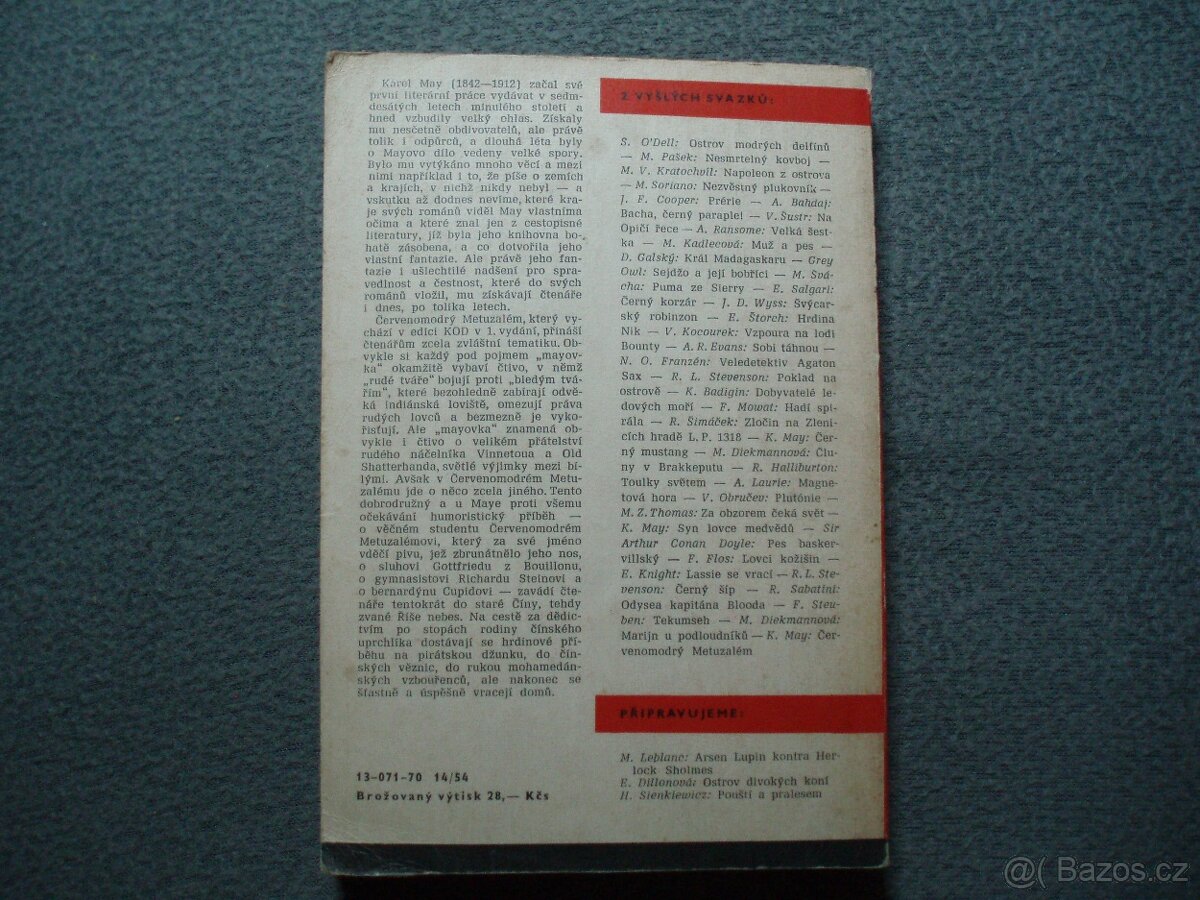 Karel May (1842—1912) začal své
první literární práce vydávat v sedm-
desátých letech minulého století a
hned vzbudily velký ohlas. Získaly
mu nesčetně obdivovatelů, ale právě
tolik i odpůrců, a dlouhá léta byly
o Mayovo dílo vedeny velké spory.
Bylo mu vytýkáno mnoho věcí a mezi
nimi například i to, že píše o zemích
a krajích, v nichž nikdy nebyl — a
vskutku až dodnes nevíme, které kra-
je svých románů viděl May vlastníma
očima a které znal jen z cestopisné
literatury, jíž byla jeho knihovna bo-
hatě zásobena, a co dotvořila jeho
vlastní fantazie. Ale právě jeho fan-
tazie i ušlechtilé nadšení pro spra-
vedlnost a čestnost, které do svých
románů vložil, mu získávají čtenáře
i dnes, po tolika letech.
Červenomodrý Metuzalém, který vy-
chází v edici KOD v 1. vydání, přináší
čtenářům zcela zvláštní tematiku. Ob-
vykle si každý pod pojmem „mayov-
ka“ okamžitě vybaví čtivo, v němž
„rudé tváře“ bojují proti „bledým tvá-
řím“, které bezohledně zabírají odvě-
ká indiánská loviště, omezují práva
rudých lovců a bezmezně je vyko-
řisťují. Ale „mayovka“ znamená ob-
vykle i čtivo o velikém přátelství
rudého náčelníka Vinnetoua a Old
Shatterhanda, světlé výjimky mezi bí-
lými. Avšak v Červenomodrém Metu-
zalému jde o něco zcela jiného. Tento
dobrodružný a u Maye proti všemu
očekávání humoristický příběh —
o věčném studentu Červenomodrém
Metuzalémovi, který za své jméno
vděčí pivu, jež zbrunátnělo jeho nos,
o sluhovi Gottfriedu z Bouillonu,
o gymnasistovi Richardu Steinovi a
o bernardýnu Cupidovi — zavádí čte-
náře tentokrát do staré Číny, tehdy
zvané Říše nebes. Na cestě za dědic-
tvím po stopách rodiny čínského
uprchlíka dostávají se hrdinové pří-
běhu na pirátskou džunku, do čín-
ských věznic, do rukou mohamedán-
ských vzbouřenců, ale nakonec se
šťastně a úspěšně vracejí domů.
13-071-70 14/54
Brožovaný výtisk 28,— Kčs
Z VYŠLÝCH SVAZKŮ:
S. O'Dell: Ostrov modrých delfínů
— M. Pašek: Nesmrtelný kovboj —
M. V. Kratochvíl: Napoleon z ostrova
— M. Soriano: Nezvěstný plukovník —
J. F. Cooper: Prérie — A. Bahdaj:
Bacha, černý paraple! — V. Šustr: Na
Opičí řece — A. Ransome: Velká šest-
ka — M. Kadlecová: Muž a pes —
D. Galský: Král Madagaskaru — Grey
Owl: Sejdžo a její bobříci — M. Švá-
cha: Puma ze Sierry — E. Salgari:
Černý korzár — J. D. Wyss: Švýcar-
ský robinzon — E. Štorch: Hrdina
Nik — V. Kocourek: Vzpoura na lodi
Bounty — A. R. Evans: Sobi táhnou —
N. O. Franzén: Veledetektiv Agaton
Sax — R. L. Stevenson: Poklad na
ostrově — K. Badigin: Dobyvatelé le-
dových moří — F. Mowat: Hadí spi-
rála — R. Šimáček: Zločin na Zleni-
cích hradě L. P. 1318 — K. May: Čer-
ný mustang — M. Diekmannová: Člu-
ny v Brakkeputu — R. Halliburton:
Toulky světem — A. Laurie: Magne-
tová hora — V. Obručev: Plutónie —
M. Z. Thomas: Za obzorem čeká svět —
K. May: Syn lovce medvědů — Sir
Arthur Conan Doyle: Pes basker-
villský — F. Flos: Lovci kožišin —
E. Knight: Lassie se vrací — R. L. Ste-
venson: Černý šíp — R. Sabatini:
Odysea kapitána Blooda — F. Steu-
ben: Tekumseh — M. Diekmannová:
Marijn u podloudníků — K. May: Čer-
venomodrý Metuzalém
PŘIPRAVUJEME:
M. Leblanc: Arsen Lupin kontra Her-
lock Sholmes
E. Dillonová: Ostrov divokých koní
H. Sienkiewicz: Pouští a pralesem
@( Bazos.cz